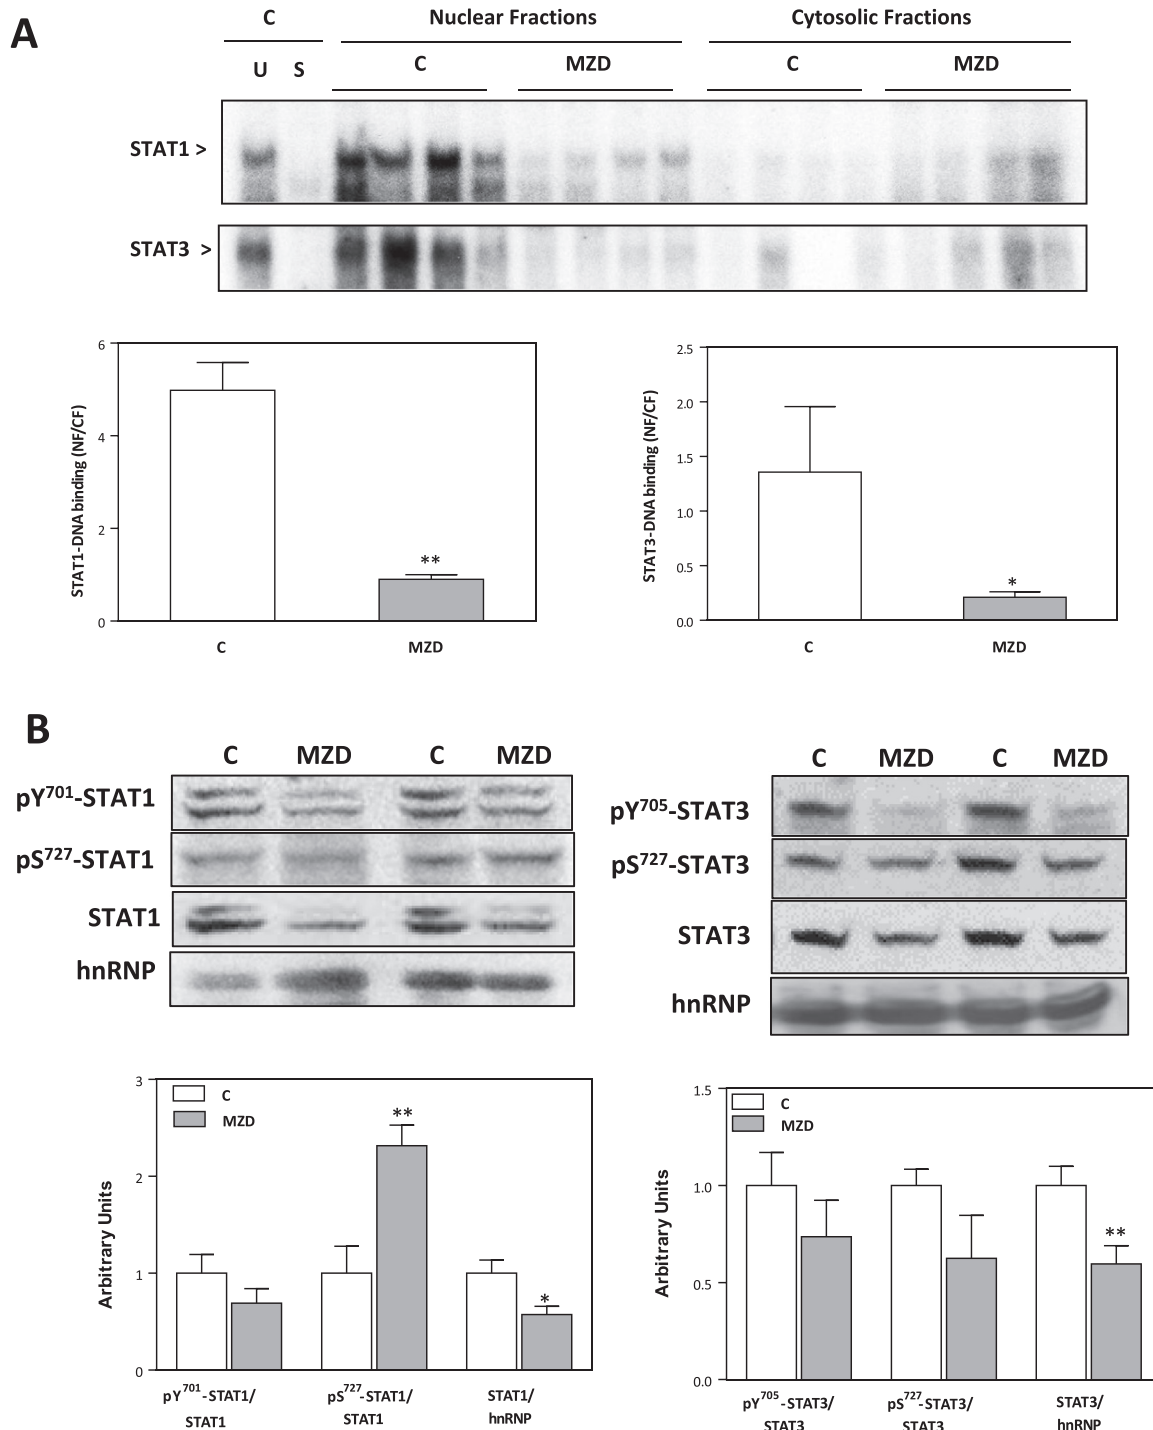 A
C Nuclear Fractions Cytosolic Fractions
U S C MZD C MZD
STAT1 >
STAT3 >
6
4
2
0
STAT1-DNA binding (NF/CF)
**
C MZD
2.5
2.0
1.5
1.0
0.5
0.0
STAT3-DNA binding (NF/CF)
*
C MZD
B
C MZD C MZD
pY701-STAT1
pS727-STAT1
STAT1
hnRNP
C MZD C MZD
pY705-STAT3
pS727-STAT3
STAT3
hnRNP
3
2
1
0
Arbitrary Units
C
MZD
**
*
pY701-STAT1/
STAT1
pS727-STAT1/
STAT1
STAT1/
hnRNP
1.5
1.0
0.5
0.0
Arbitrary Units
C
MZD
**
pY705-STAT3/
STAT3
pS727-STAT3/
STAT3
STAT3/
hnRNP